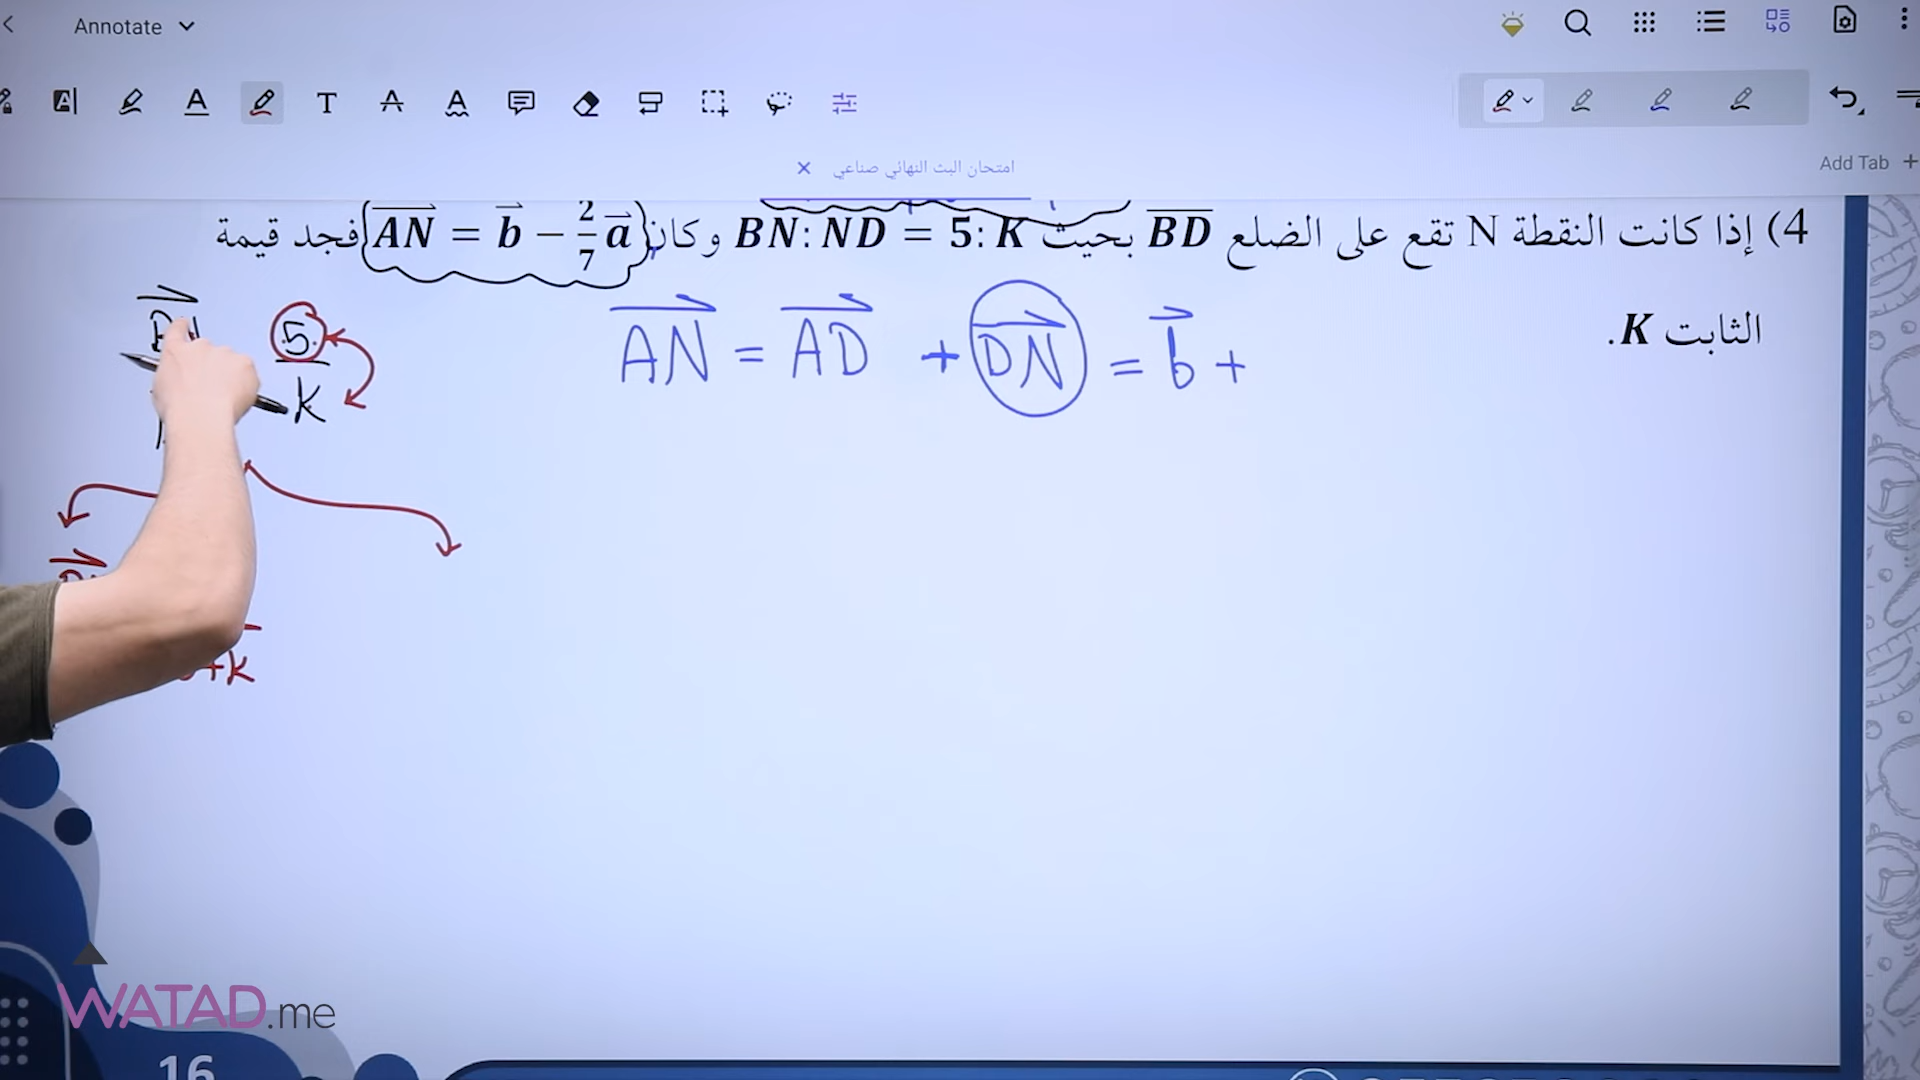 Annotate
امتحان البث النهائي صناعي
Add Tab +
4) إذا كانت النقطة N تقع على الضلع BD بحيث BN: ND = 5: K وكان AN = b − 2/7 a فجد قيمة
الثابت K.
AN = AD + DN = b +
5
k
+k
WATAD.me
16